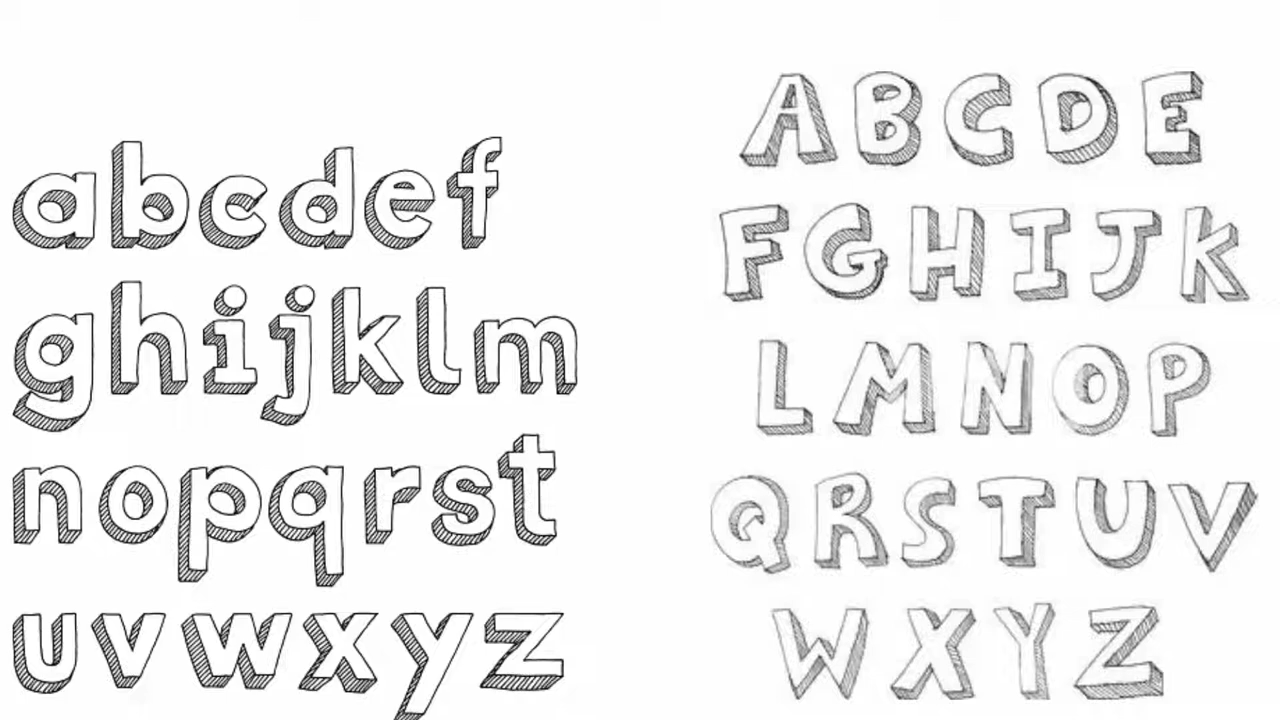 abcdef
ghijklm
nopqrst
uvwxyz
ABCDE
FGHIJK
LMNOP
QRSTUV
WXYZ